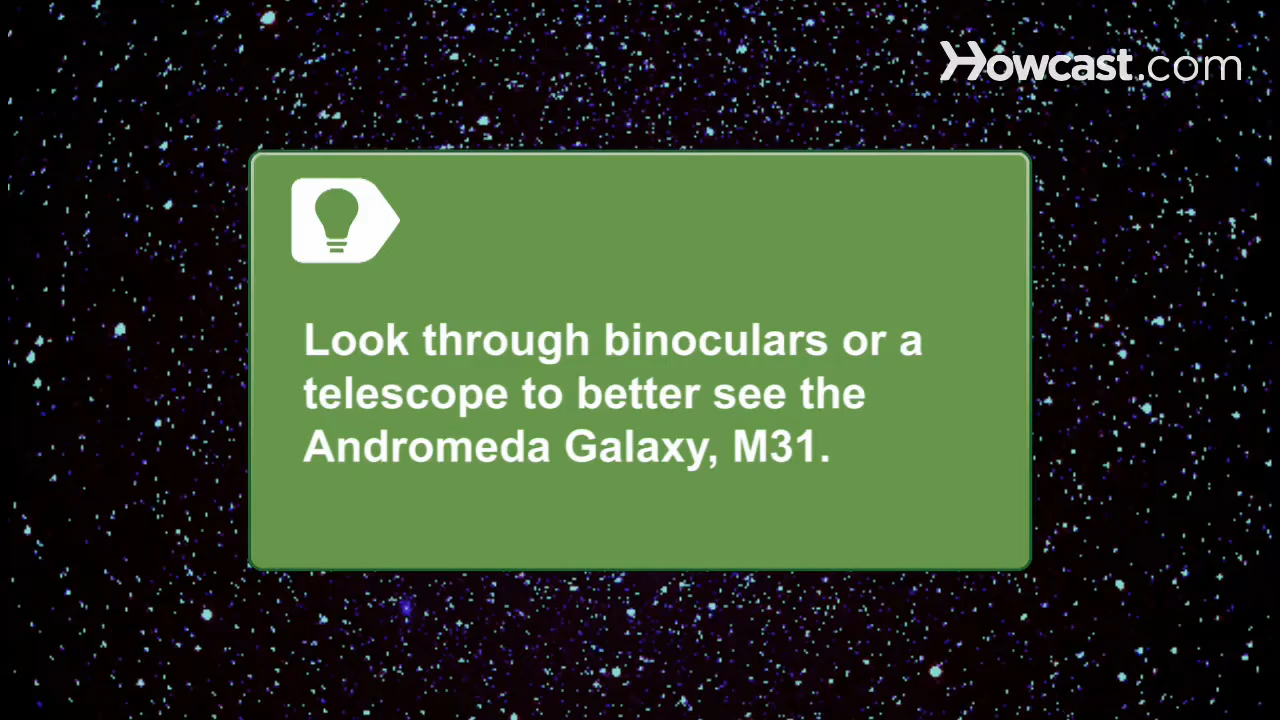 Howcast.com
Look through binoculars or a
telescope to better see the
Andromeda Galaxy, M31.